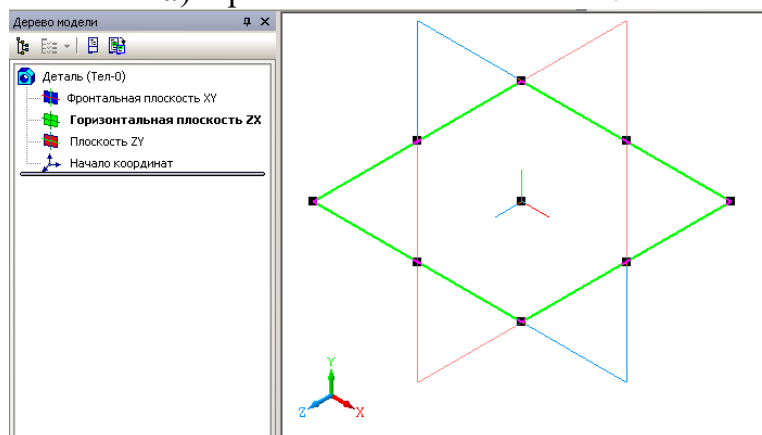 Дерево модели
Деталь (Тел-0)
Фронтальная плоскость XY
Горизонтальная плоскость ZX
Плоскость ZY
Начало координат
Y
Z X